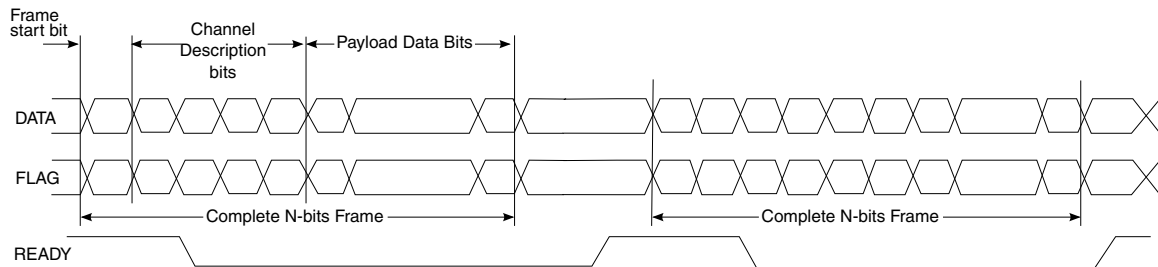 Frame
start bit
Channel
Description
bits
Payload Data Bits
DATA
FLAG
Complete N-bits Frame
Complete N-bits Frame
READY